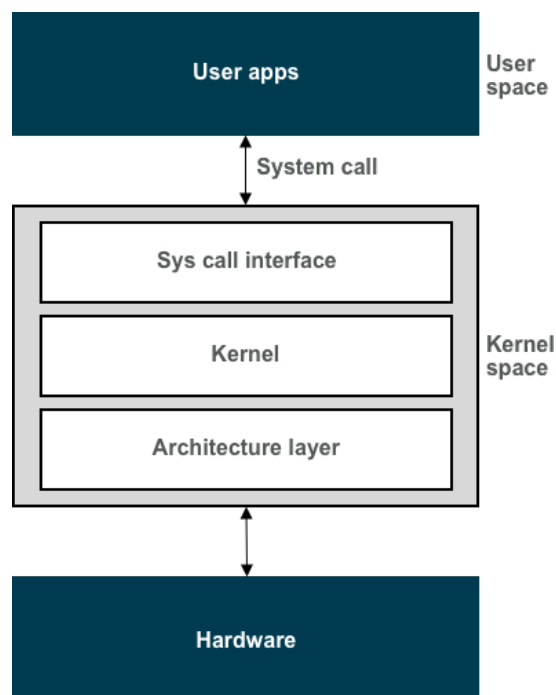 User apps
User
space
System call
Sys call interface
Kernel
Kernel
space
Architecture layer
Hardware